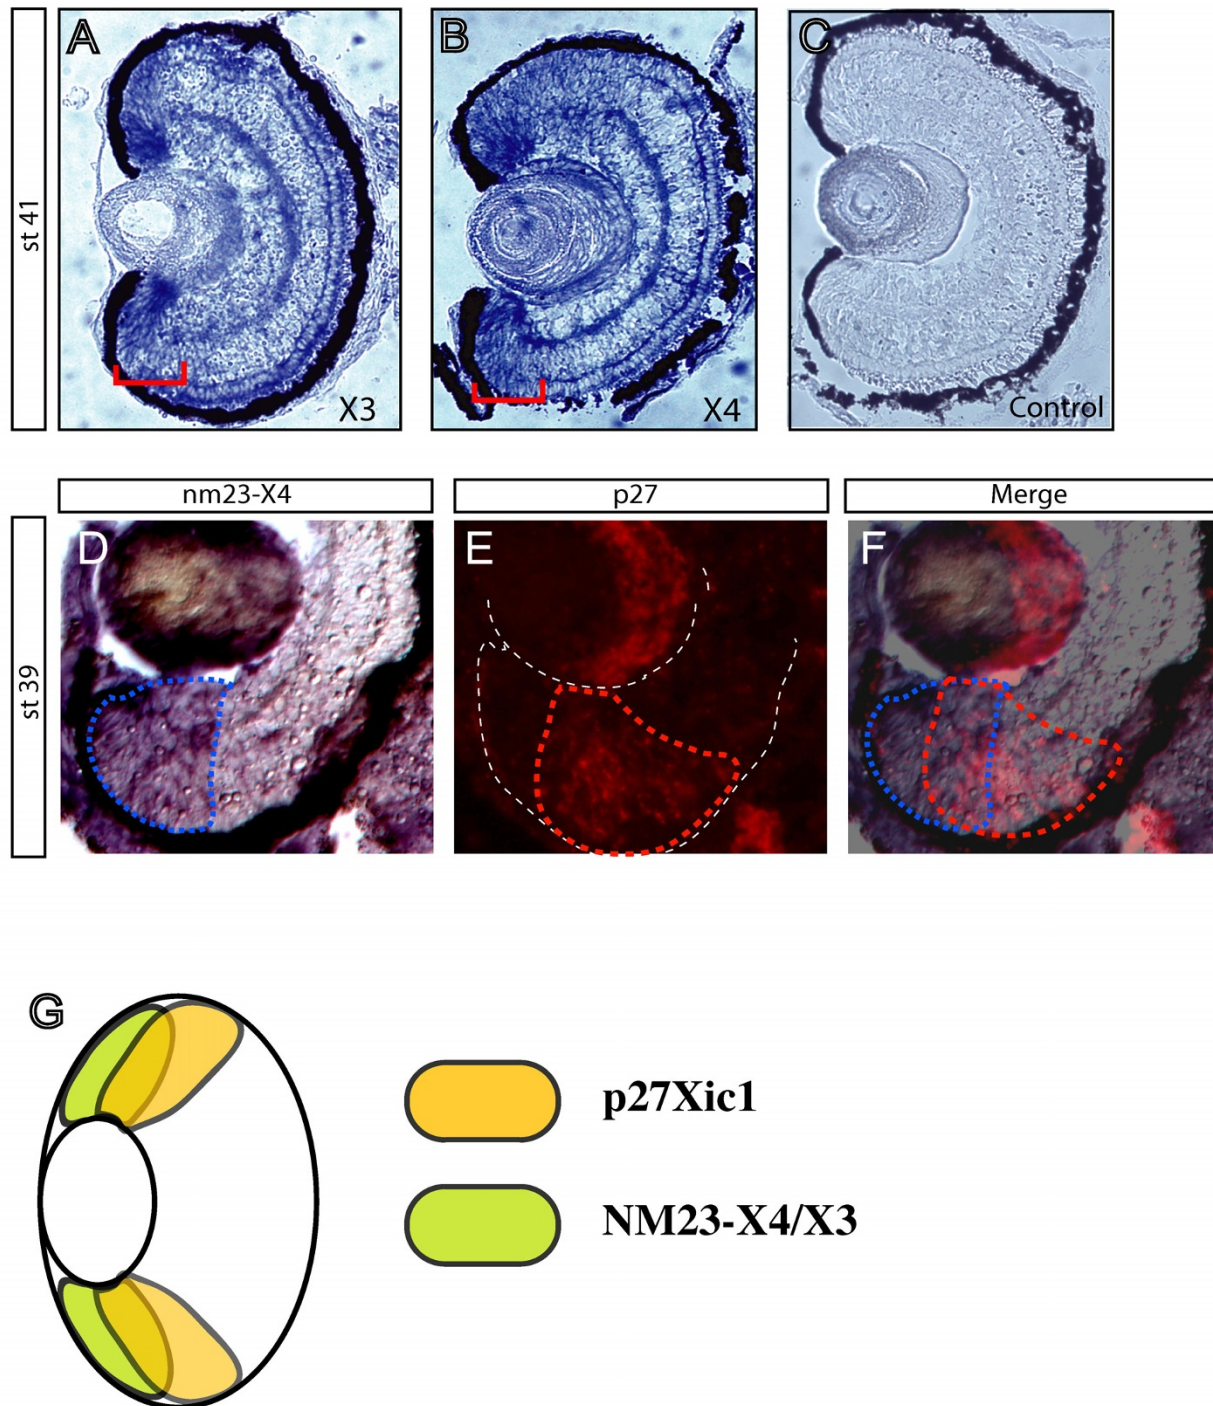 A
B
C
st 41
X3
X4
Control
nm23-X4
p27
Merge
D
E
F
st 39
G
p27Xic1
NM23-X4/X3